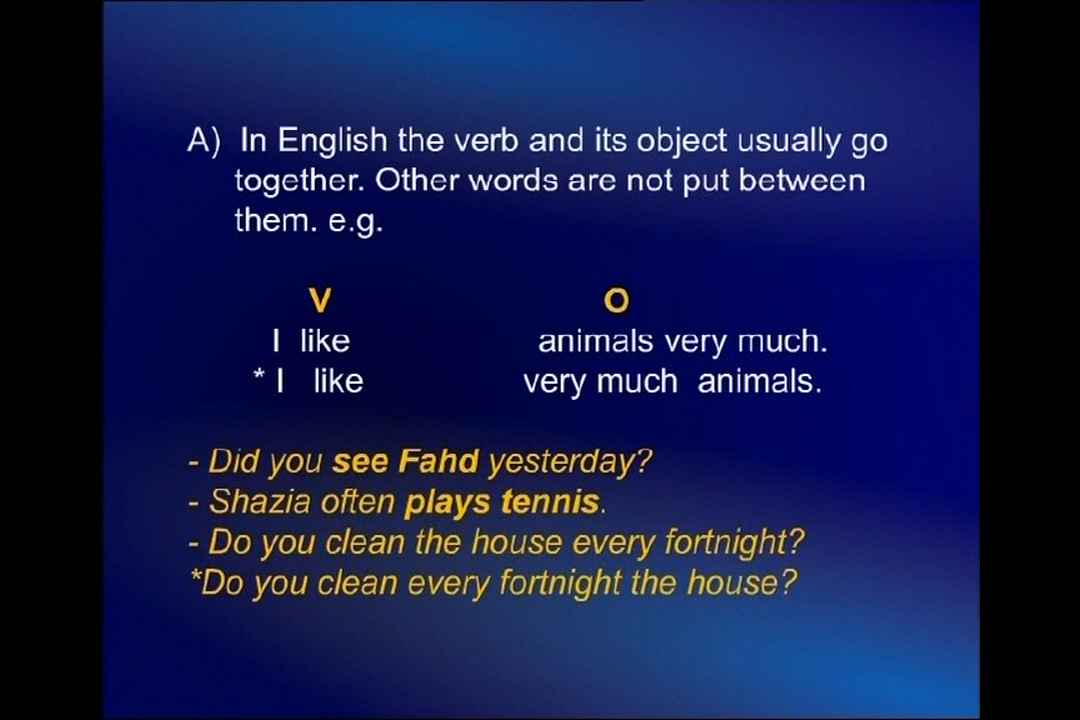 A) In English the verb and its object usually go
together. Other words are not put between
them. e.g.
V O
I like animals very much.
* I like very much animals.
- Did you see Fahd yesterday?
- Shazia often plays tennis.
- Do you clean the house every fortnight?
*Do you clean every fortnight the house?